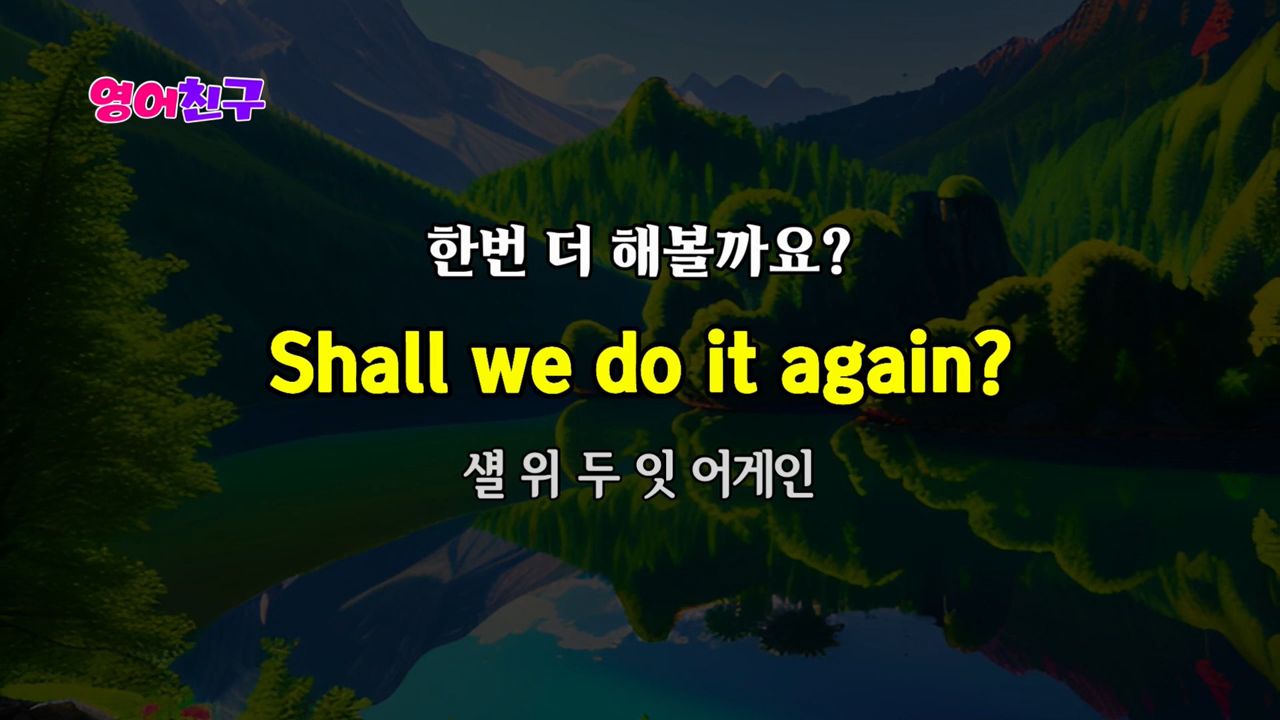 영어친구
한번 더 해볼까요?
Shall we do it again?
섈 위 두 잇 어게인